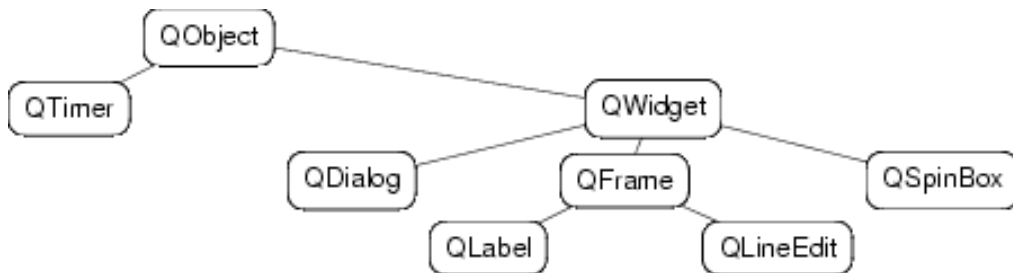 QObject
QTimer
QWidget
QDialog
QFrame
QSpinBox
QLabel
QLineEdit